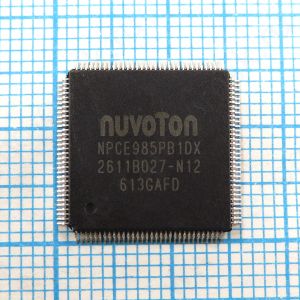 nuvoTon
NPCE985PB1DX
2611B027-N12
613GAFD